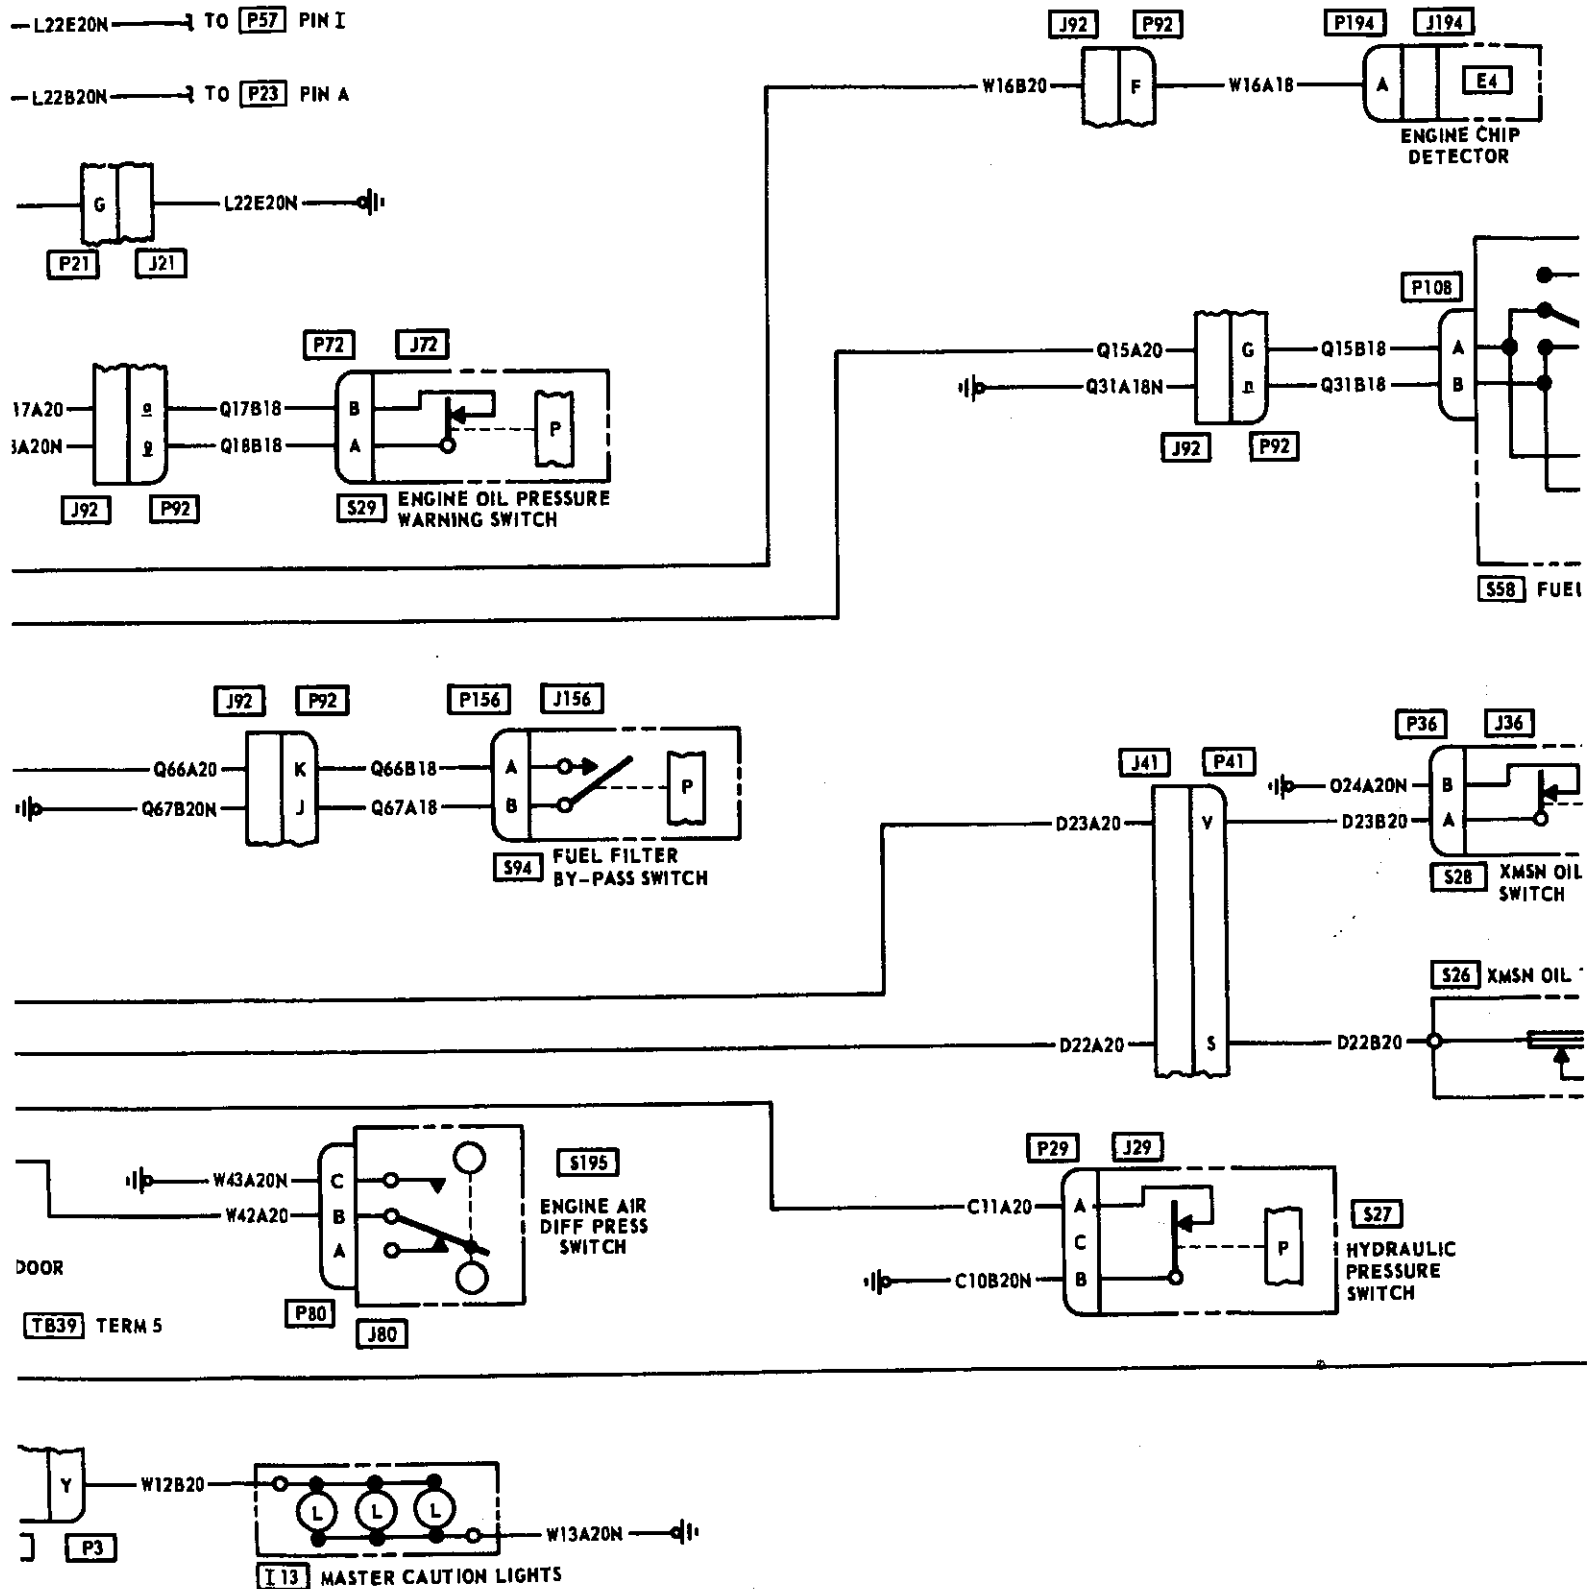 L22E20N TO P57 PIN I
L22B20N TO P23 PIN A
G L22E20N
P21 J21
J92 P92 P194 J194
W16B20 F W16A18 A E4
ENGINE CHIP
DETECTOR
P72 J72
17A20 a Q17B18 B
A20N g Q18B18 A P
J92 P92 S29 ENGINE OIL PRESSURE
WARNING SWITCH
P108
Q15A20 G Q15B18 A
Q31A18N n Q31B18 B
J92 P92
S58 FUEL
J92 P92 P156 J156
Q66A20 K Q66B18 A
Q67B20N J Q67A18 B P
S94 FUEL FILTER
BY-PASS SWITCH
J41 P41 P36 J36
O24A20N B
D23A20 V D23B20 A
S28 XMSN OIL
SWITCH
S26 XMSN OIL
D22A20 S D22B20
W43A20N C
W42A20 B
A
S195
ENGINE AIR
DIFF PRESS
SWITCH
DOOR
TB39 TERM 5
P80 J80
P29 J29
C11A20 A
C
C10B20N B P
S27
HYDRAULIC
PRESSURE
SWITCH
Y W12B20 L L L
W13A20N
P3
I 13 MASTER CAUTION LIGHTS